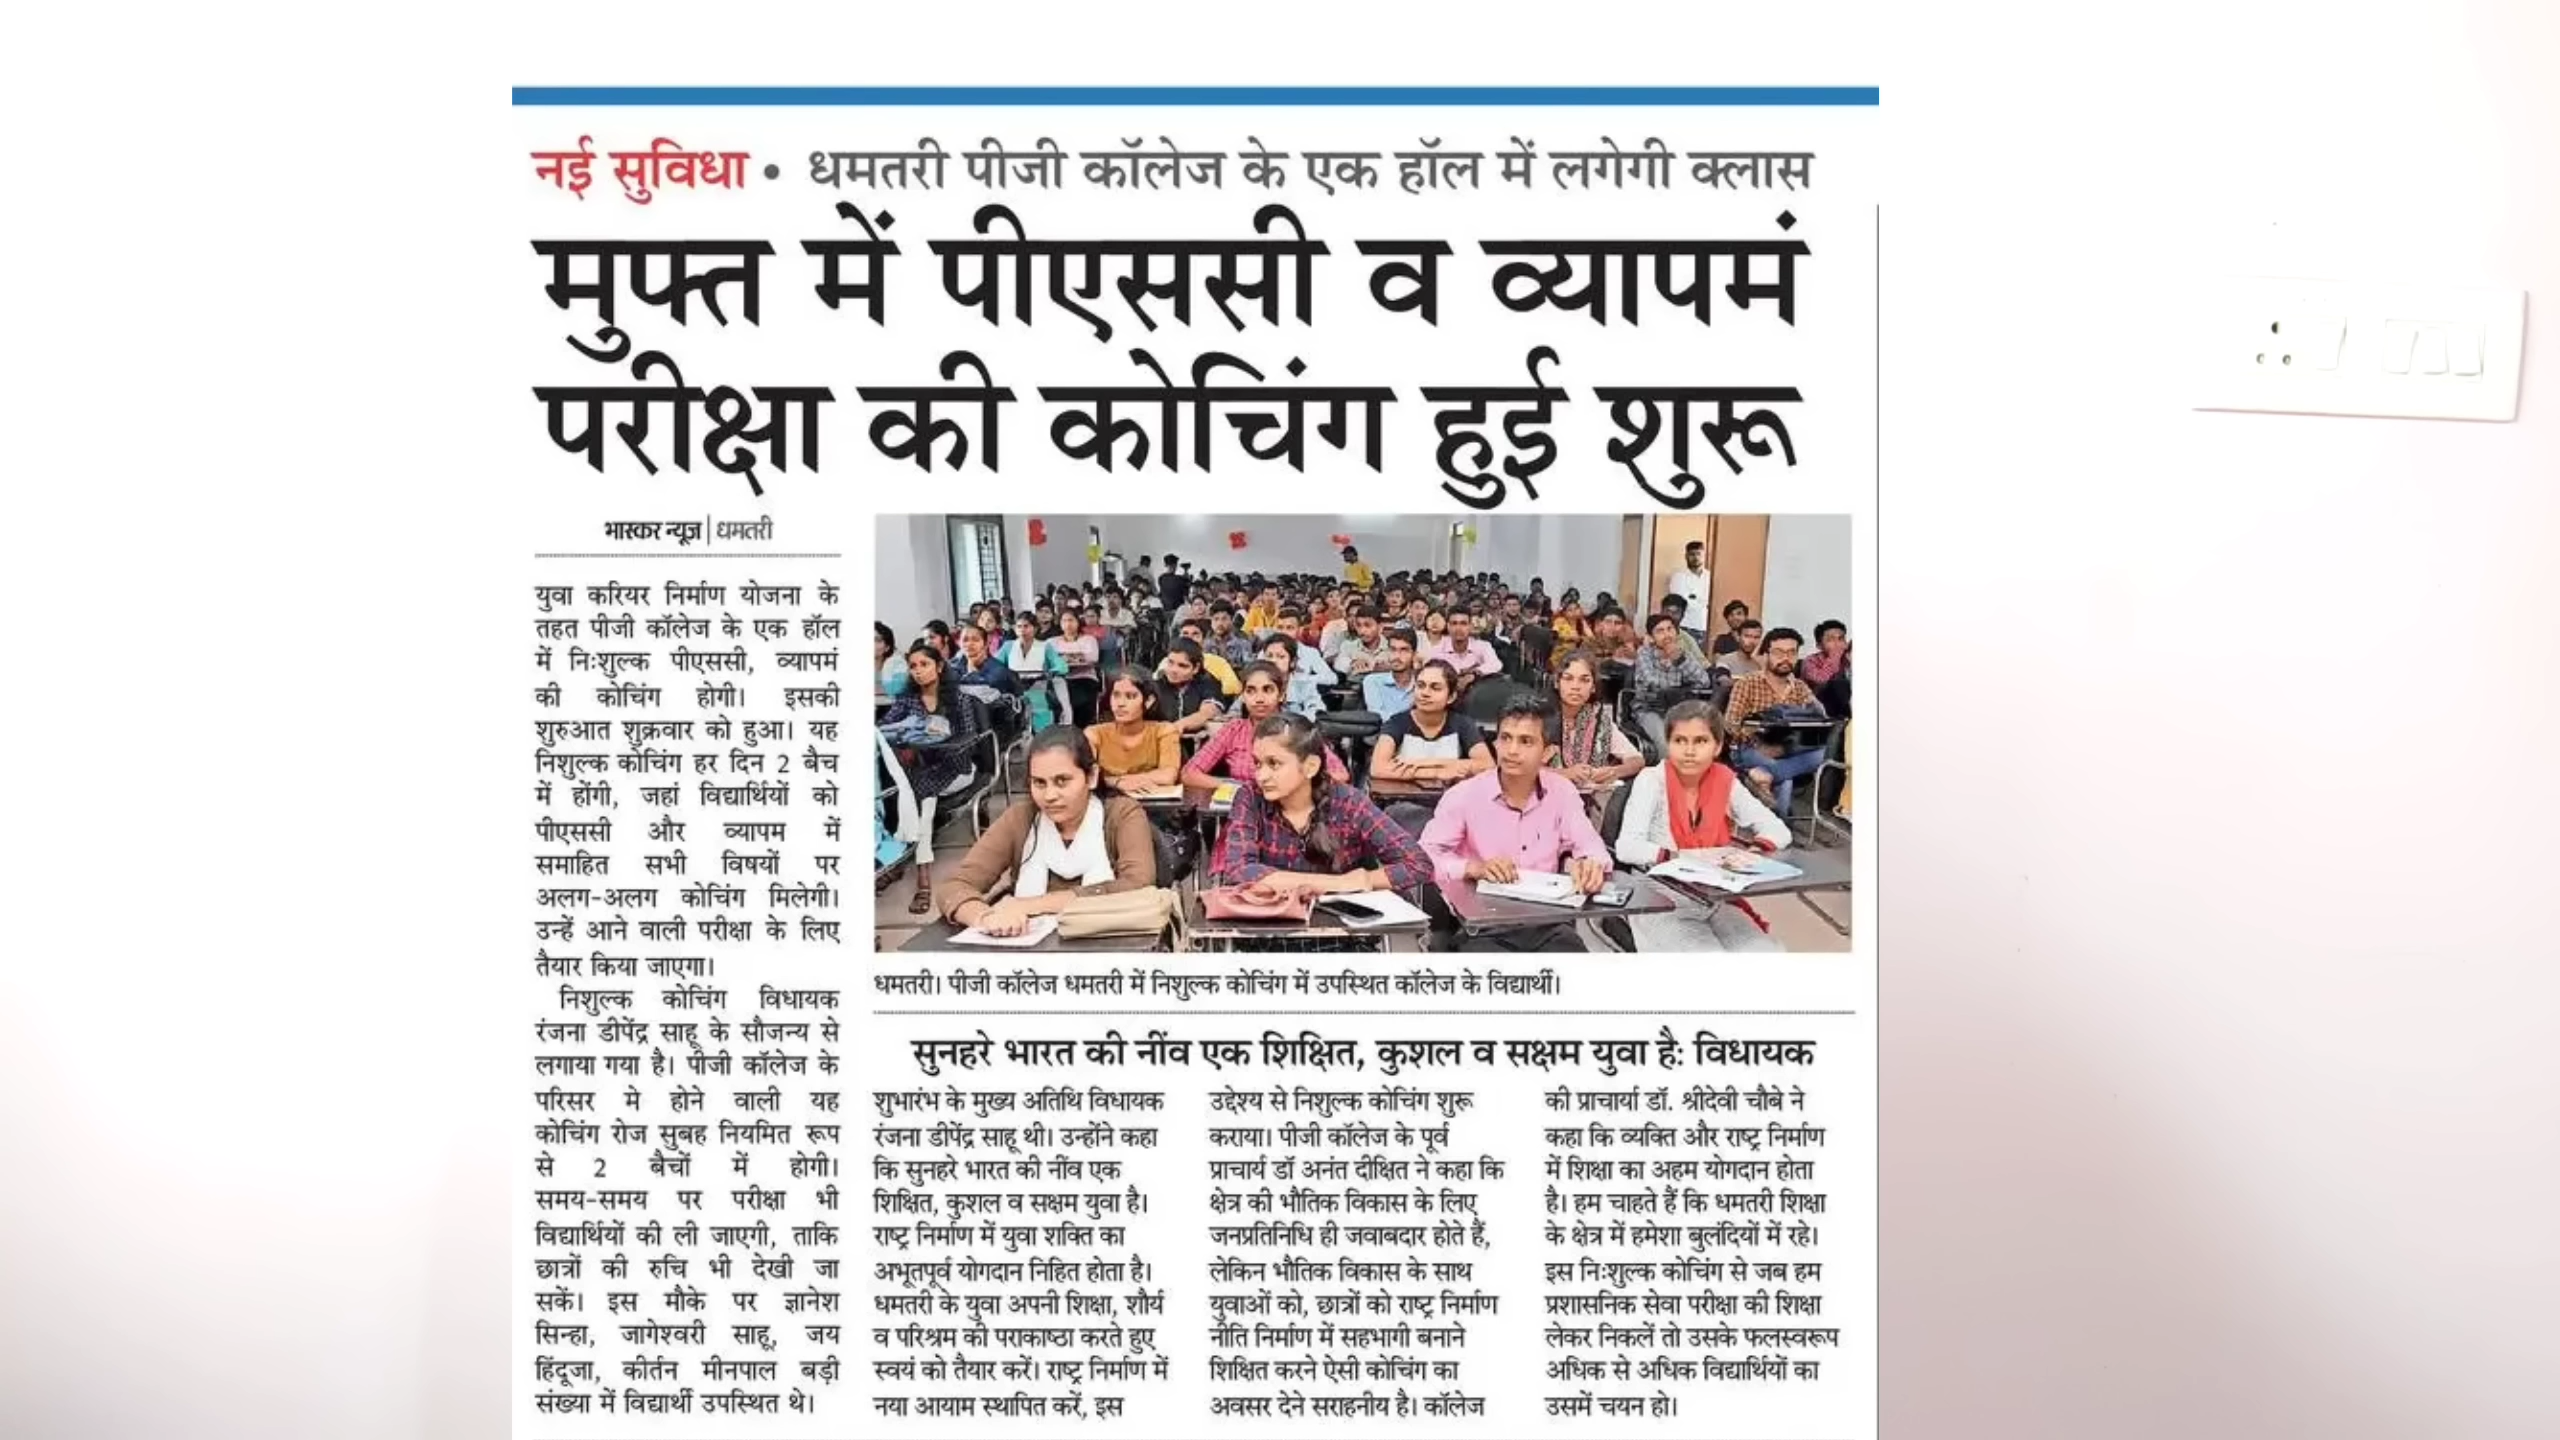 नई सुविधा • धमतरी पीजी कॉलेज के एक हॉल में लगेगी क्लास
मुफ्त में पीएससी व व्यापमं
परीक्षा की कोचिंग हुई शुरू
भास्कर न्यूज | धमतरी
युवा करियर निर्माण योजना के
तहत पीजी कॉलेज के एक हॉल
में निःशुल्क पीएससी, व्यापमं
की कोचिंग होगी। इसकी
शुरुआत शुक्रवार को हुआ। यह
निशुल्क कोचिंग हर दिन 2 बैच
में होंगी, जहां विद्यार्थियों को
पीएससी और व्यापम में
समाहित सभी विषयों पर
अलग-अलग कोचिंग मिलेगी।
उन्हें आने वाली परीक्षा के लिए
तैयार किया जाएगा।
निशुल्क कोचिंग विधायक
रंजना डीपेंद्र साहू के सौजन्य से
लगाया गया है। पीजी कॉलेज के
परिसर मे होने वाली यह
कोचिंग रोज सुबह नियमित रूप
से 2 बैचों में होगी।
समय-समय पर परीक्षा भी
विद्यार्थियों की ली जाएगी, ताकि
छात्रों की रुचि भी देखी जा
सकें। इस मौके पर ज्ञानेश
सिन्हा, जागेश्वरी साहू, जय
हिंदूजा, कीर्तन मीनपाल बड़ी
संख्या में विद्यार्थी उपस्थित थे।
धमतरी। पीजी कॉलेज धमतरी में निशुल्क कोचिंग में उपस्थित कॉलेज के विद्यार्थी।
सुनहरे भारत की नींव एक शिक्षित, कुशल व सक्षम युवा है: विधायक
शुभारंभ के मुख्य अतिथि विधायक
रंजना डीपेंद्र साहू थी। उन्होंने कहा
कि सुनहरे भारत की नींव एक
शिक्षित, कुशल व सक्षम युवा है।
राष्ट्र निर्माण में युवा शक्ति का
अभूतपूर्व योगदान निहित होता है।
धमतरी के युवा अपनी शिक्षा, शौर्य
व परिश्रम की पराकाष्ठा करते हुए
स्वयं को तैयार करें। राष्ट्र निर्माण में
नया आयाम स्थापित करें, इस
उद्देश्य से निशुल्क कोचिंग शुरू
कराया। पीजी कॉलेज के पूर्व
प्राचार्य डॉ अनंत दीक्षित ने कहा कि
क्षेत्र की भौतिक विकास के लिए
जनप्रतिनिधि ही जवाबदार होते हैं,
लेकिन भौतिक विकास के साथ
युवाओं को, छात्रों को राष्ट्र निर्माण
नीति निर्माण में सहभागी बनाने
शिक्षित करने ऐसी कोचिंग का
अवसर देने सराहनीय है। कॉलेज
की प्राचार्या डॉ. श्रीदेवी चौबे ने
कहा कि व्यक्ति और राष्ट्र निर्माण
में शिक्षा का अहम योगदान होता
है। हम चाहते हैं कि धमतरी शिक्षा
के क्षेत्र में हमेशा बुलंदियों में रहे।
इस निःशुल्क कोचिंग से जब हम
प्रशासनिक सेवा परीक्षा की शिक्षा
लेकर निकलें तो उसके फलस्वरूप
अधिक से अधिक विद्यार्थियों का
उसमें चयन हो।